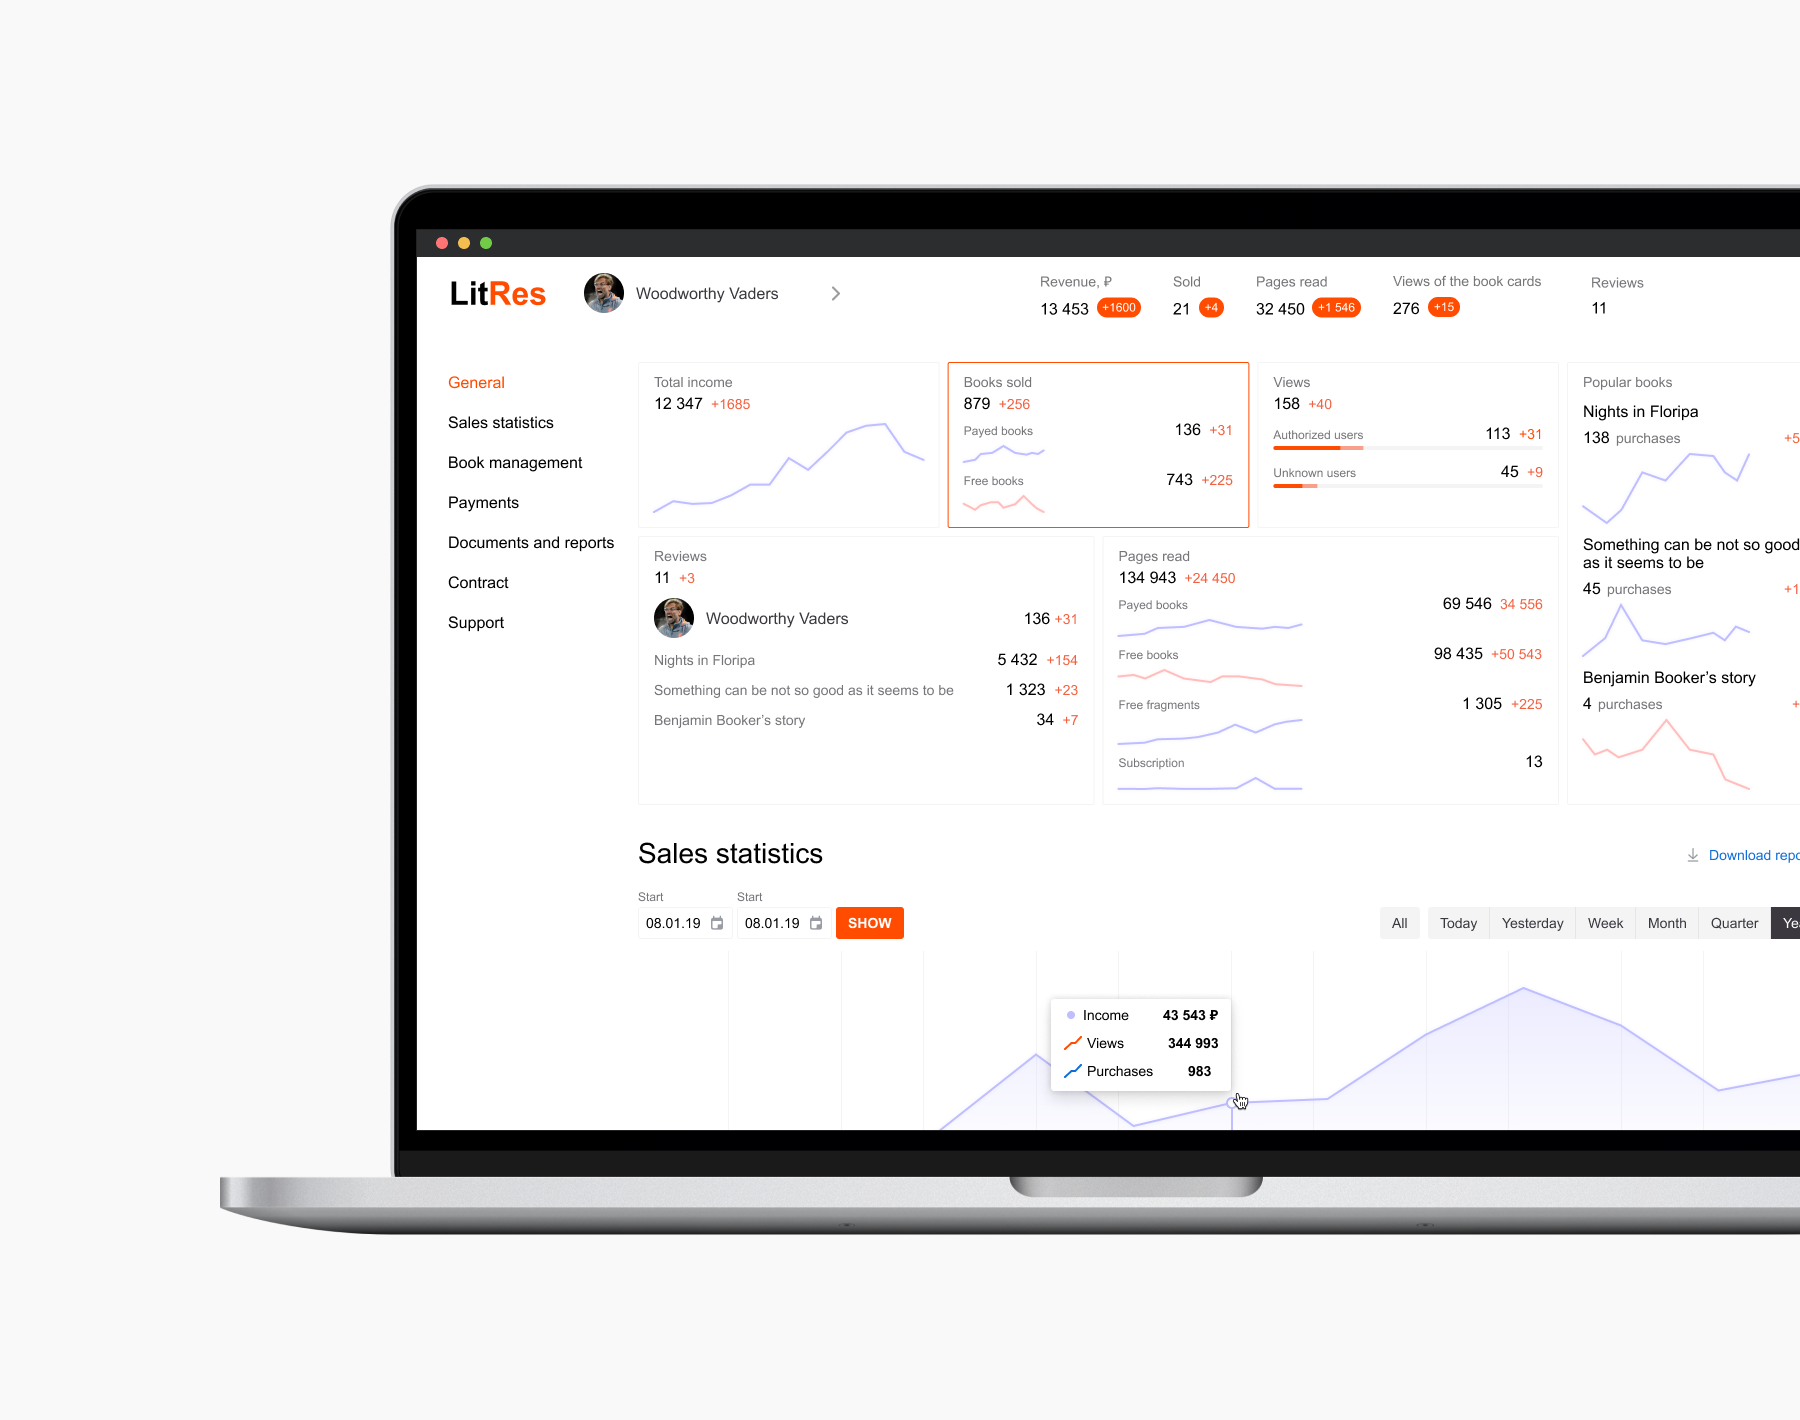 LitRes
Woodworthy Vaders
Revenue, ₽
13 453 +1600
Sold
21 +4
Pages read
32 450 +1 546
Views of the book cards
276 +15
Reviews
11
General
Sales statistics
Book management
Payments
Documents and reports
Contract
Support
Total income
12 347 +1685
Books sold
879 +256
Payed books 136 +31
Free books 743 +225
Views
158 +40
Authorized users 113 +31
Unknown users 45 +9
Popular books
Nights in Floripa
138 purchases +5
Something can be not so good
as it seems to be
45 purchases +1
Benjamin Booker’s story
4 purchases +
Reviews
11 +3
Woodworthy Vaders 136 +31
Nights in Floripa 5 432 +154
Something can be not so good as it seems to be 1 323 +23
Benjamin Booker’s story 34 +7
Pages read
134 943 +24 450
Payed books 69 546 34 556
Free books 98 435 +50 543
Free fragments 1 305 +225
Subscription 13
Sales statistics
Download repo
Start Start
08.01.19 08.01.19 SHOW
All Today Yesterday Week Month Quarter Ye
Income 43 543 ₽
Views 344 993
Purchases 983